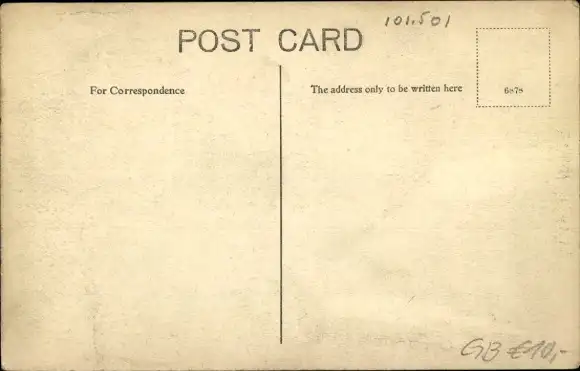 101.501
POST CARD
For Correspondence
The address only to be written here
6878
GB €10,-